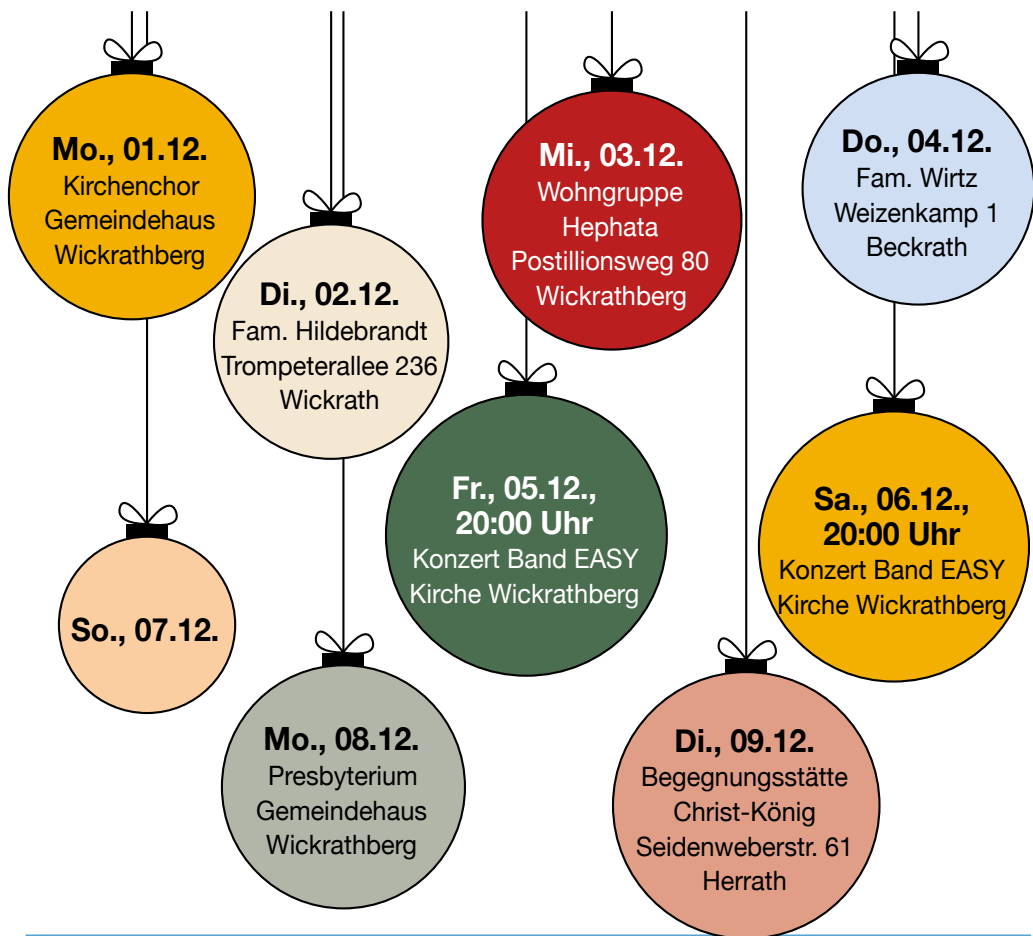 Mo., 01.12.
Kirchenchor
Gemeindehaus
Wickrathberg
Di., 02.12.
Fam. Hildebrandt
Trompeterallee 236
Wickrath
Mi., 03.12.
Wohngruppe
Hephata
Postillionsweg 80
Wickrathberg
Do., 04.12.
Fam. Wirtz
Weizenkamp 1
Beckrath
Fr., 05.12.,
20:00 Uhr
Konzert Band EASY
Kirche Wickrathberg
Sa., 06.12.,
20:00 Uhr
Konzert Band EASY
Kirche Wickrathberg
So., 07.12.
Mo., 08.12.
Presbyterium
Gemeindehaus
Wickrathberg
Di., 09.12.
Begegnungsstätte
Christ-König
Seidenweberstr. 61
Herrath